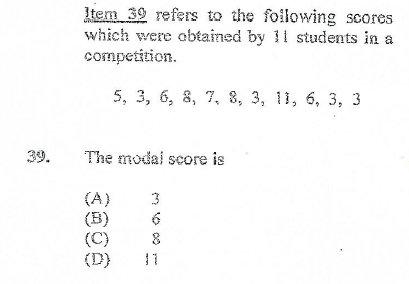 Item 39 refers to the following scores
which were obtained by 11 students in a
competition.
5, 3, 6, 8, 7, 8, 3, 11, 6, 3, 3
39. The modal score is
(A) 3
(B) 6
(C) 8
(D) 11